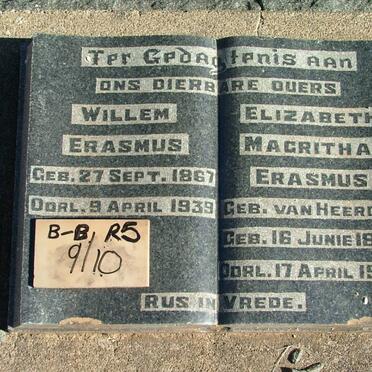 TER GEDAGTENIS AAN
ONS DIERBARE OUERS
WILLEM
ERASMUS
GEB. 27 SEPT. 1867
OORL. 9 APRIL 1939
ELIZABETH
MAGRITHA
ERASMUS
GEB. VAN HEERD
GEB. 16 JUNIE 18
OORL. 17 APRIL 19
RUS IN VREDE.
B-B, R5
9/10